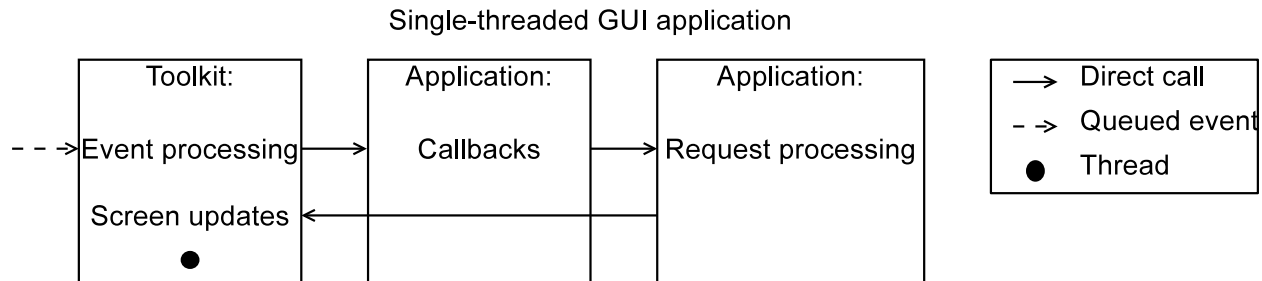 Single-threaded GUI application
Toolkit:
Event processing
Screen updates
Application:
Callbacks
Application:
Request processing
Direct call
Queued event
Thread